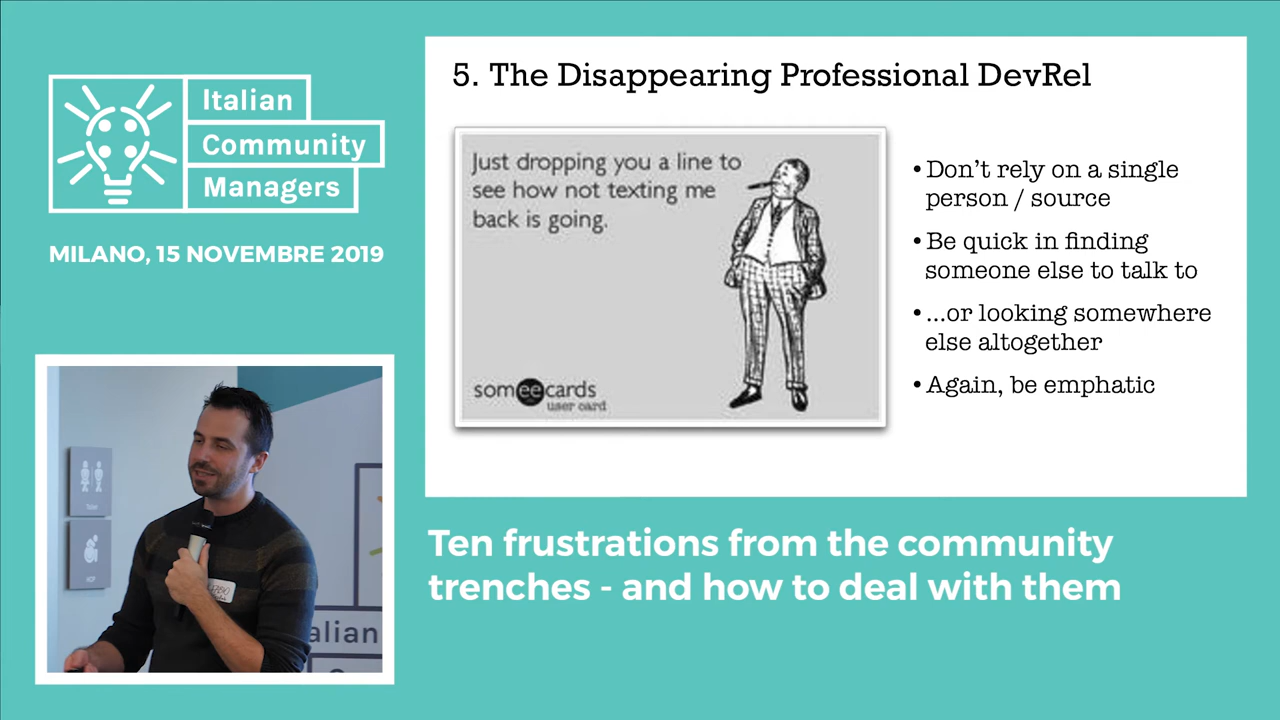 Italian
Community
Managers
MILANO, 15 NOVEMBRE 2019
5. The Disappearing Professional DevRel
Just dropping you a line to
see how not texting me
back is going.
someecards
user card
• Don’t rely on a single
person / source
• Be quick in finding
someone else to talk to
• ...or looking somewhere
else altogether
• Again, be emphatic
alian
Ten frustrations from the community
trenches - and how to deal with them